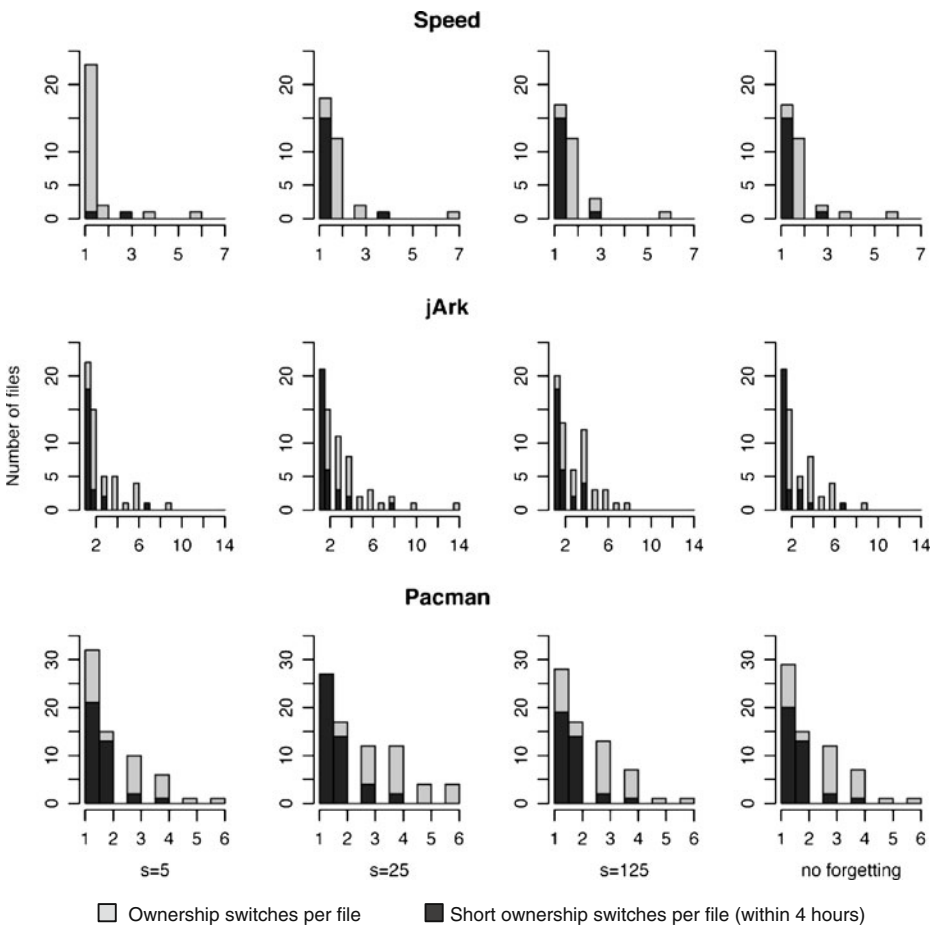 Speed
0 5 10 20
1 3 5 7
0 5 10 20
1 3 5 7
0 5 10 20
1 3 5 7
0 5 10 20
1 3 5 7
jArk
Number of files
0 5 10 20
2 6 10 14
0 5 10 20
2 6 10 14
0 5 10 20
2 6 10 14
0 5 10 20
2 6 10 14
Pacman
0 10 20 30
1 2 3 4 5 6
s=5
0 10 20 30
1 2 3 4 5 6
s=25
0 10 20 30
1 2 3 4 5 6
s=125
0 10 20 30
1 2 3 4 5 6
no forgetting
Ownership switches per file
Short ownership switches per file (within 4 hours)